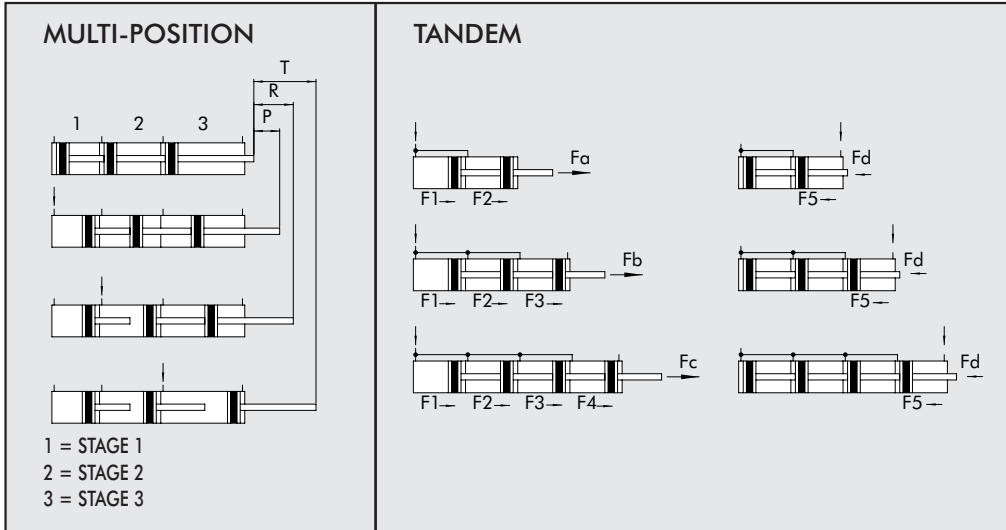 MULTI-POSITION
T
R
P
1 2 3
1 = STAGE 1
2 = STAGE 2
3 = STAGE 3
TANDEM
Fa
F1 F2
Fd
F5
Fb
F1 F2 F3
Fd
F5
Fc
F1 F2 F3 F4
Fd
F5